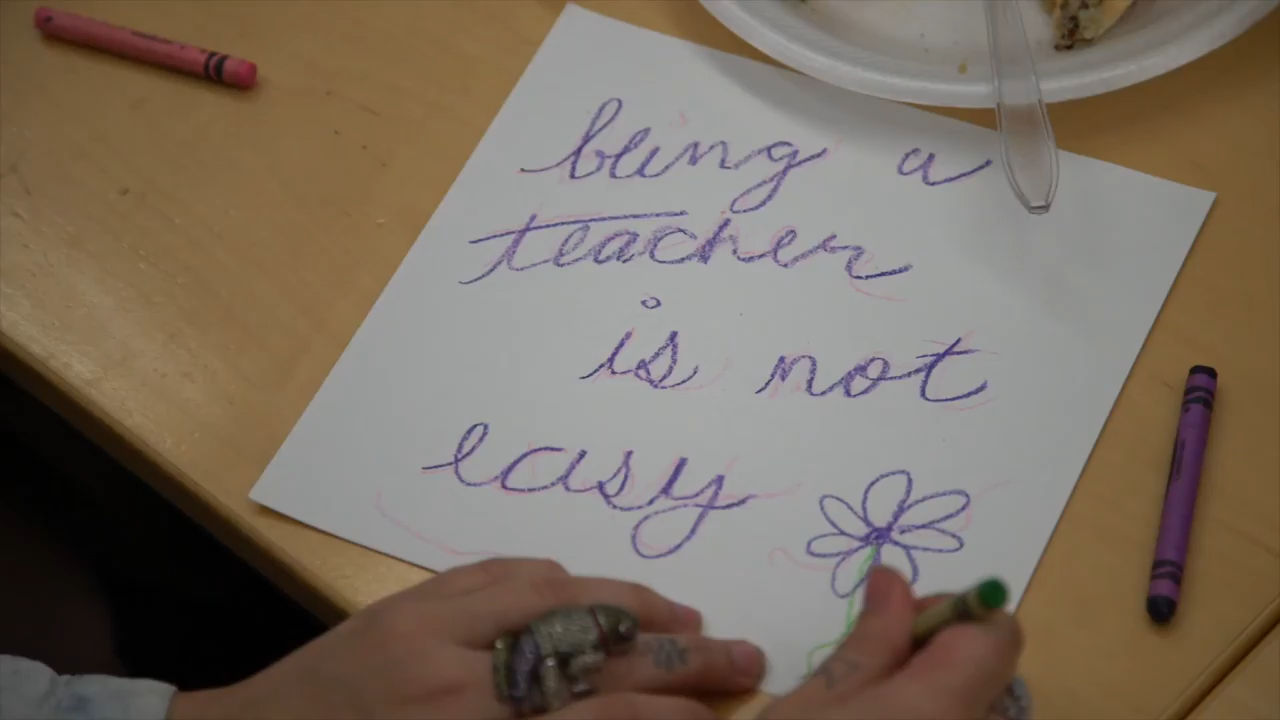 being a
teacher
is not
easy